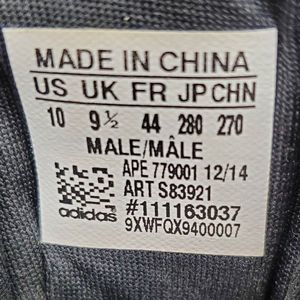 MADE IN CHINA
US UK FR JP CHN
10 9½ 44 280 270
MALE/MÂLE
APE 779001 12/14
ART S83921
#111163037
9XWFQX9400007
adidas